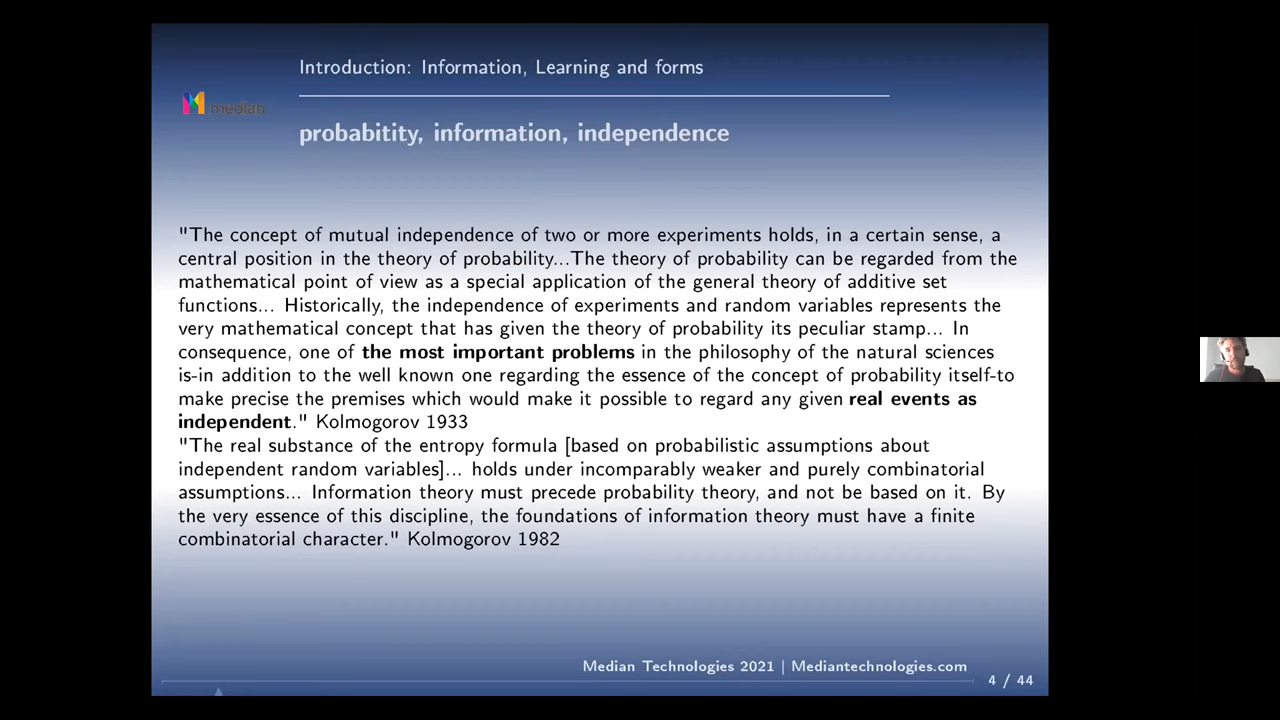 Introduction: Information, Learning and forms
median
probabitity, information, independence
"The concept of mutual independence of two or more experiments holds, in a certain sense, a
central position in the theory of probability...The theory of probability can be regarded from the
mathematical point of view as a special application of the general theory of additive set
functions... Historically, the independence of experiments and random variables represents the
very mathematical concept that has given the theory of probability its peculiar stamp... In
consequence, one of the most important problems in the philosophy of the natural sciences
is-in addition to the well known one regarding the essence of the concept of probability itself-to
make precise the premises which would make it possible to regard any given real events as
independent." Kolmogorov 1933
"The real substance of the entropy formula [based on probabilistic assumptions about
independent random variables]... holds under incomparably weaker and purely combinatorial
assumptions... Information theory must precede probability theory, and not be based on it. By
the very essence of this discipline, the foundations of information theory must have a finite
combinatorial character." Kolmogorov 1982
Median Technologies 2021 | Mediantechnologies.com
4 / 44